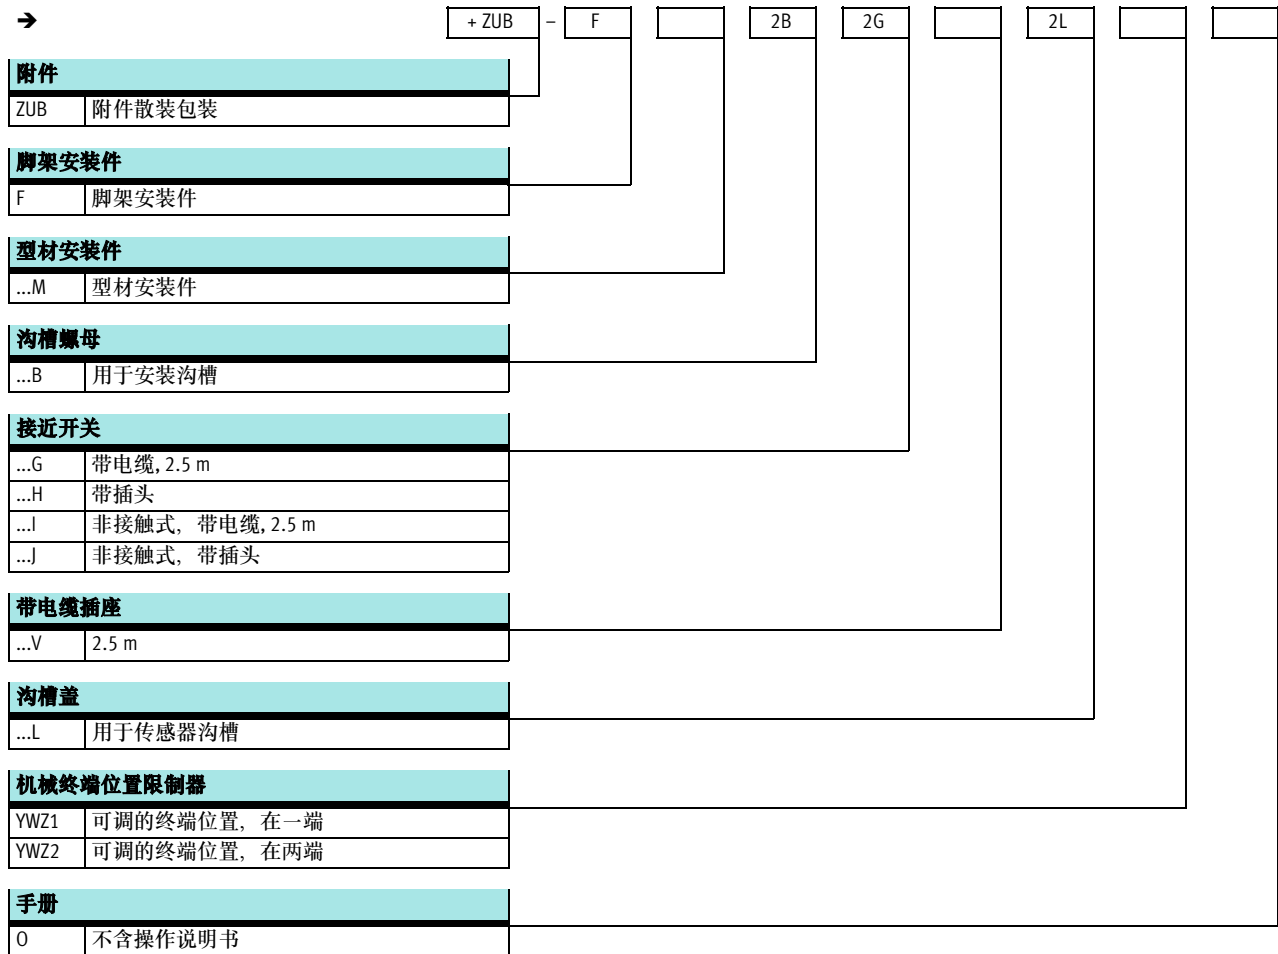 ➔ + ZUB – F 2B 2G 2L
附件
ZUB 附件散装包装
脚架安装件
F 脚架安装件
型材安装件
...M 型材安装件
沟槽螺母
...B 用于安装沟槽
接近开关
...G 带电缆, 2.5 m
...H 带插头
...I 非接触式，带电缆, 2.5 m
...J 非接触式，带插头
带电缆插座
...V 2.5 m
沟槽盖
...L 用于传感器沟槽
机械终端位置限制器
YWZ1 可调的终端位置，在一端
YWZ2 可调的终端位置，在两端
手册
O 不含操作说明书